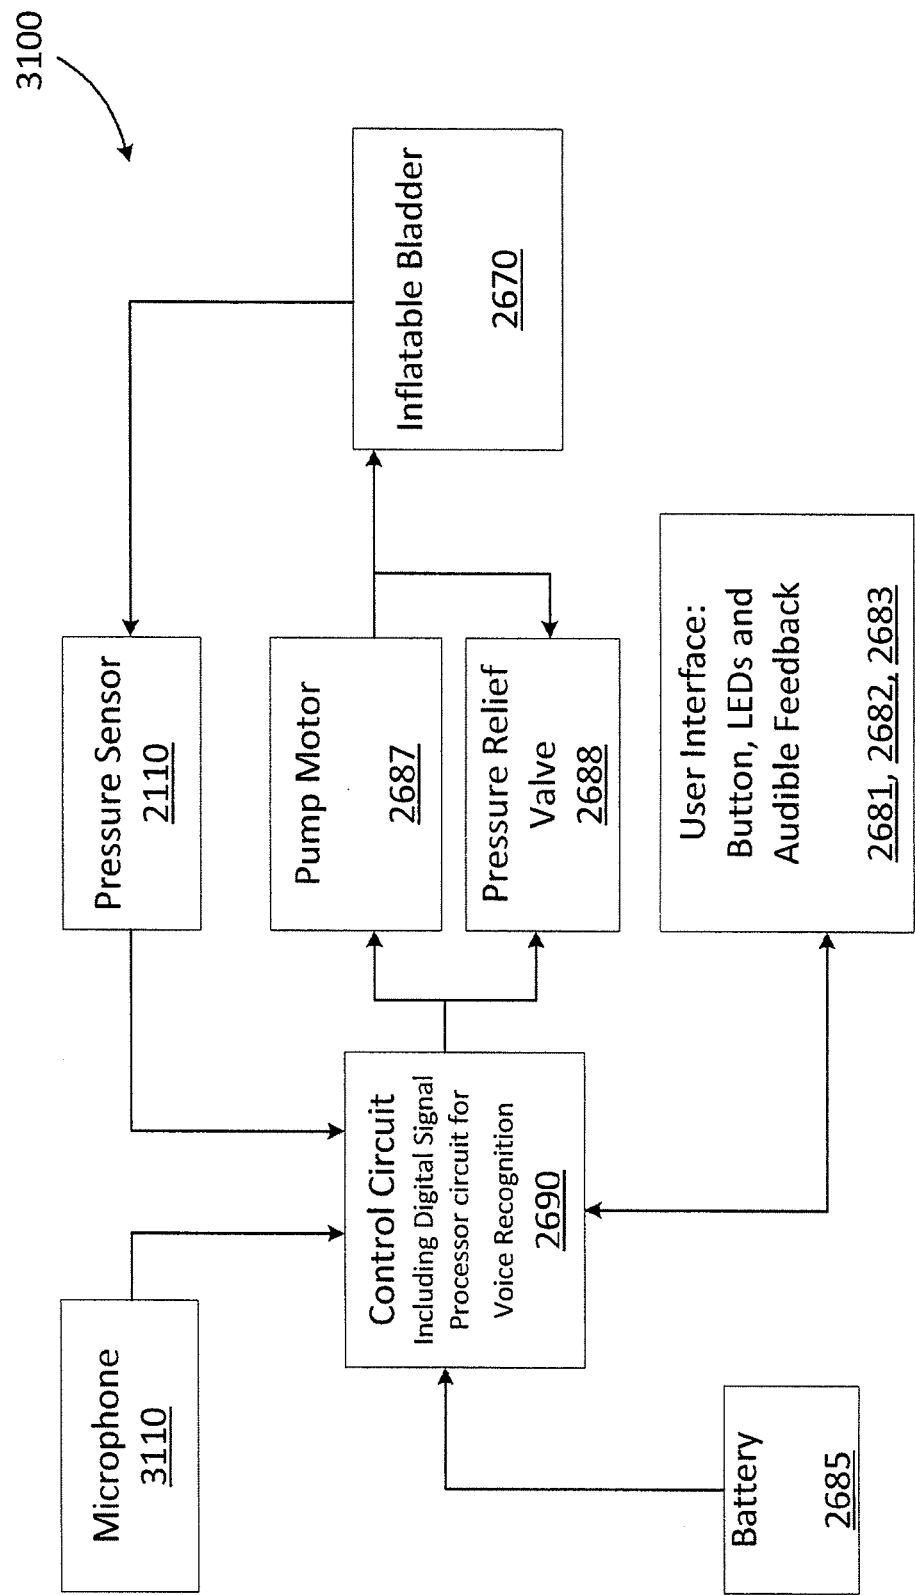 3100
Microphone
3110
Pressure Sensor
2110
Control Circuit
Including Digital Signal
Processor circuit for
Voice Recognition
2690
Pump Motor
2687
Inflatable Bladder
2670
Pressure Relief
Valve
2688
Battery
2685
User Interface:
Button, LEDs and
Audible Feedback
2681, 2682, 2683